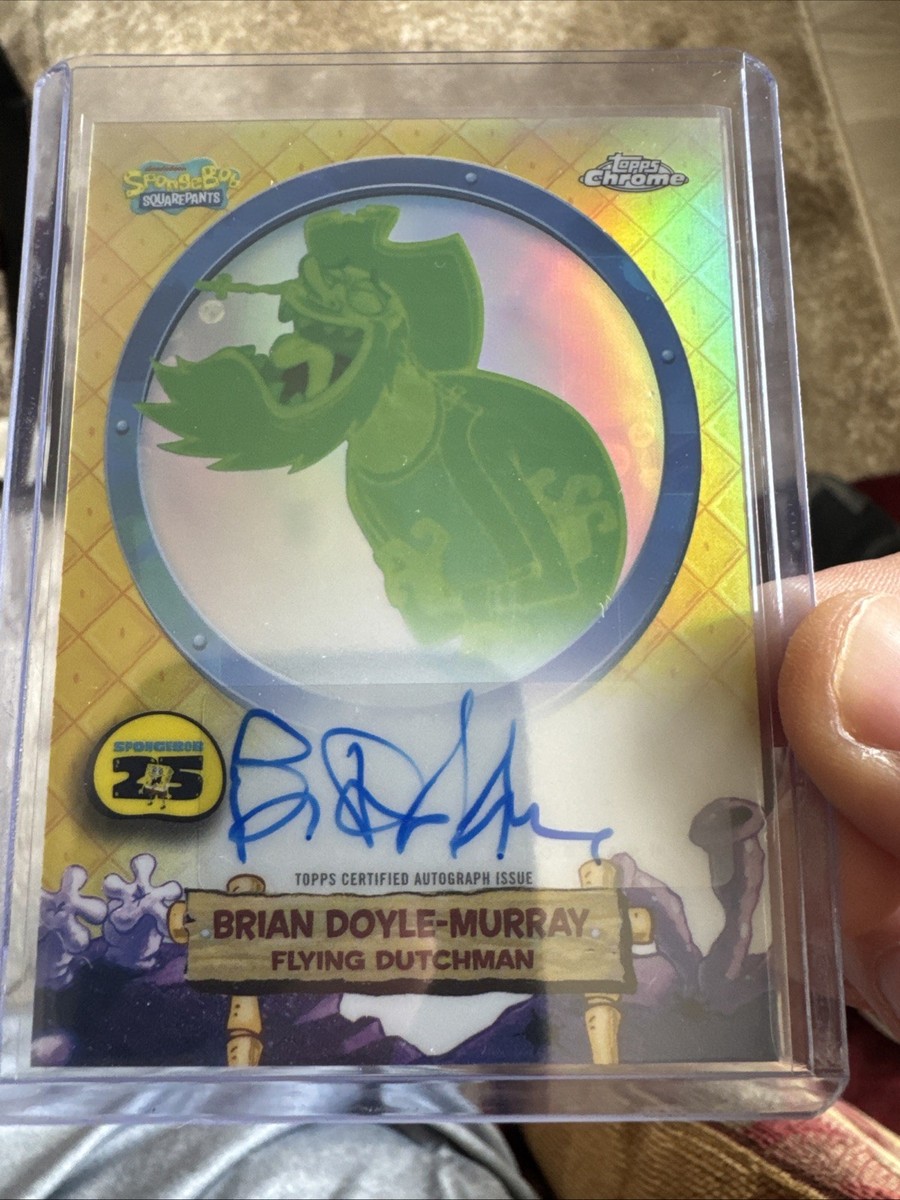 SpongeBob
SQUAREPANTS
topps
Chrome
SPONGEBOB
25
TOPPS CERTIFIED AUTOGRAPH ISSUE
BRIAN DOYLE-MURRAY
FLYING DUTCHMAN